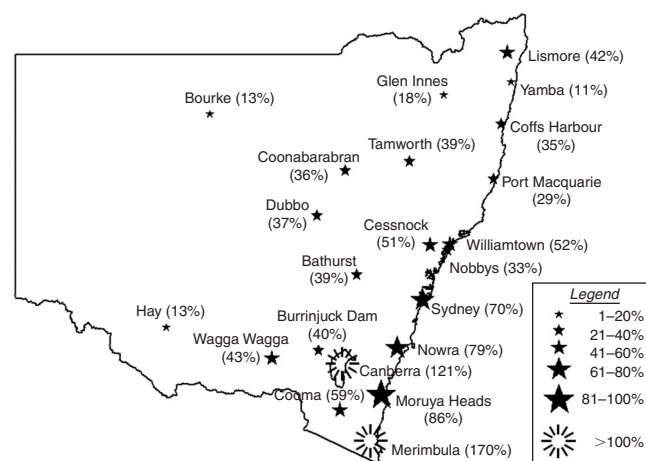 Lismore (42%)
Glen Innes
(18%)
Yamba (11%)
Bourke (13%)
Coffs Harbour
(35%)
Tamworth (39%)
Coonabarabran
(36%)
Port Macquarie
(29%)
Dubbo
(37%)
Cessnock
(51%)
Williamtown (52%)
Bathurst
(39%)
Nobbys (33%)
Sydney (70%)
Hay (13%)
Burrinjuck Dam
(40%)
Wagga Wagga
(43%)
Nowra (79%)
Canberra (121%)
Cooma (59%)
Moruya Heads
(86%)
Merimbula (170%)
Legend
1–20%
21–40%
41–60%
61–80%
81–100%
>100%